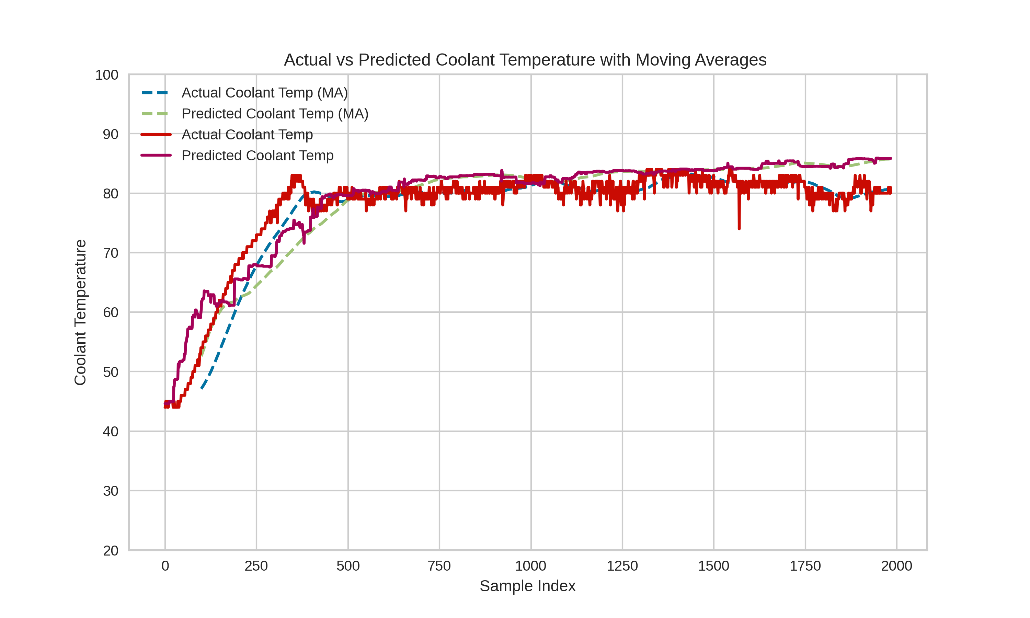 Actual vs Predicted Coolant Temperature with Moving Averages
100
90
80
70
60
50
40
30
20
Coolant Temperature
Actual Coolant Temp (MA)
Predicted Coolant Temp (MA)
Actual Coolant Temp
Predicted Coolant Temp
0 250 500 750 1000 1250 1500 1750 2000
Sample Index